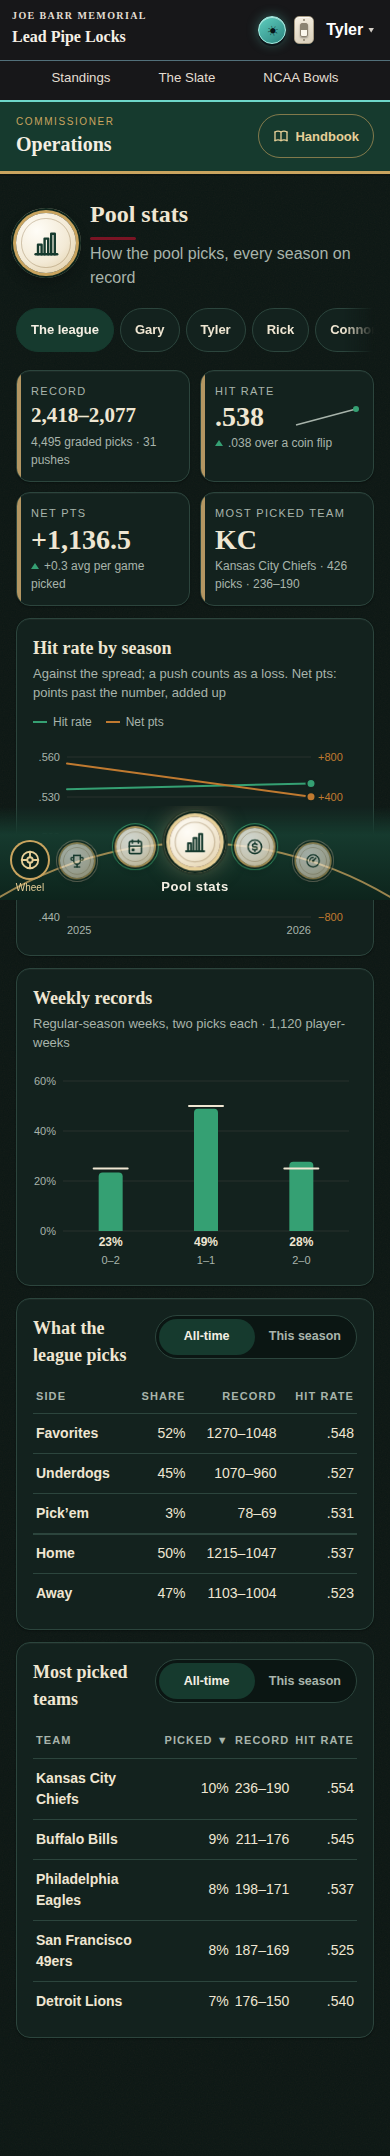 JOE BARR MEMORIAL
Lead Pipe Locks
Tyler ▾
Standings The Slate NCAA Bowls
COMMISSIONER
Operations
Handbook
Pool stats
How the pool picks, every season on
record
The league Gary Tyler Rick Conno
RECORD
2,418–2,077
4,495 graded picks · 31
pushes
HIT RATE
.538
.038 over a coin flip
NET PTS
+1,136.5
+0.3 avg per game
picked
MOST PICKED TEAM
KC
Kansas City Chiefs · 426
picks · 236–190
Hit rate by season
Against the spread; a push counts as a loss. Net pts:
points past the number, added up
Hit rate Net pts
.560 +800
.530 +400
Wheel
Pool stats
.440 −800
2025 2026
Weekly records
Regular-season weeks, two picks each · 1,120 player-
weeks
60%
40%
20%
0%
23% 49% 28%
0–2 1–1 2–0
What the
league picks
All-time This season
SIDE SHARE RECORD HIT RATE
Favorites 52% 1270–1048 .548
Underdogs 45% 1070–960 .527
Pick'em 3% 78–69 .531
Home 50% 1215–1047 .537
Away 47% 1103–1004 .523
Most picked
teams
All-time This season
TEAM PICKED ▼ RECORD HIT RATE
Kansas City
Chiefs 10% 236–190 .554
Buffalo Bills 9% 211–176 .545
Philadelphia
Eagles 8% 198–171 .537
San Francisco
49ers 8% 187–169 .525
Detroit Lions 7% 176–150 .540